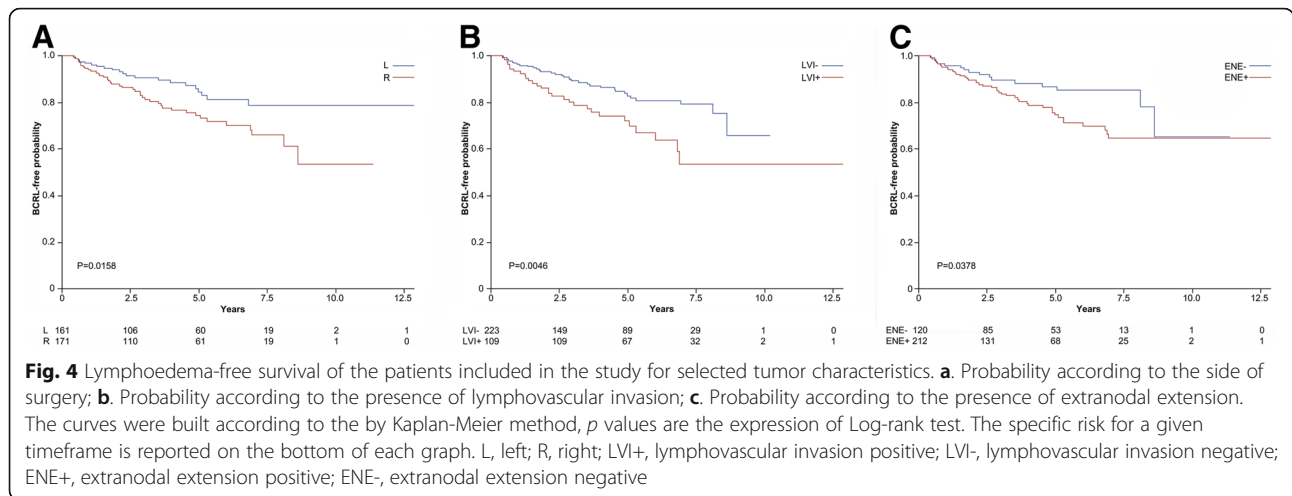 A
1.0
0.8
0.6
0.4
0.2
0
BCRL-free probability
L
R
P=0.0158
0 2.5 5.0 7.5 10.0 12.5
Years
L 161 106 60 19 2 1
R 171 110 61 19 1 0
B
1.0
0.8
0.6
0.4
0.2
0
BCRL-free probability
LVI-
LVI+
P=0.0046
0 2.5 5.0 7.5 10.0 12.5
Years
LVI- 223 149 89 29 1 0
LVI+ 109 109 67 32 2 1
C
1.0
0.8
0.6
0.4
0.2
0
BCRL-free probability
ENE-
ENE+
P=0.0378
0 2.5 5.0 7.5 10.0 12.5
Years
ENE- 120 85 53 13 1 0
ENE+ 212 131 68 25 2 1
Fig. 4 Lymphoedema-free survival of the patients included in the study for selected tumor characteristics. a. Probability according to the side of
surgery; b. Probability according to the presence of lymphovascular invasion; c. Probability according to the presence of extranodal extension.
The curves were built according to the by Kaplan-Meier method, p values are the expression of Log-rank test. The specific risk for a given
timeframe is reported on the bottom of each graph. L, left; R, right; LVI+, lymphovascular invasion positive; LVI-, lymphovascular invasion negative;
ENE+, extranodal extension positive; ENE-, extranodal extension negative